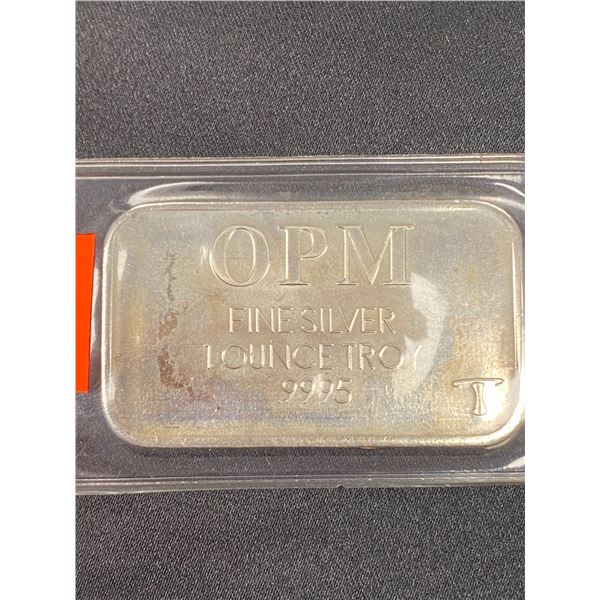 OPM
FINE SILVER
1 OUNCE TROY
.9995
T